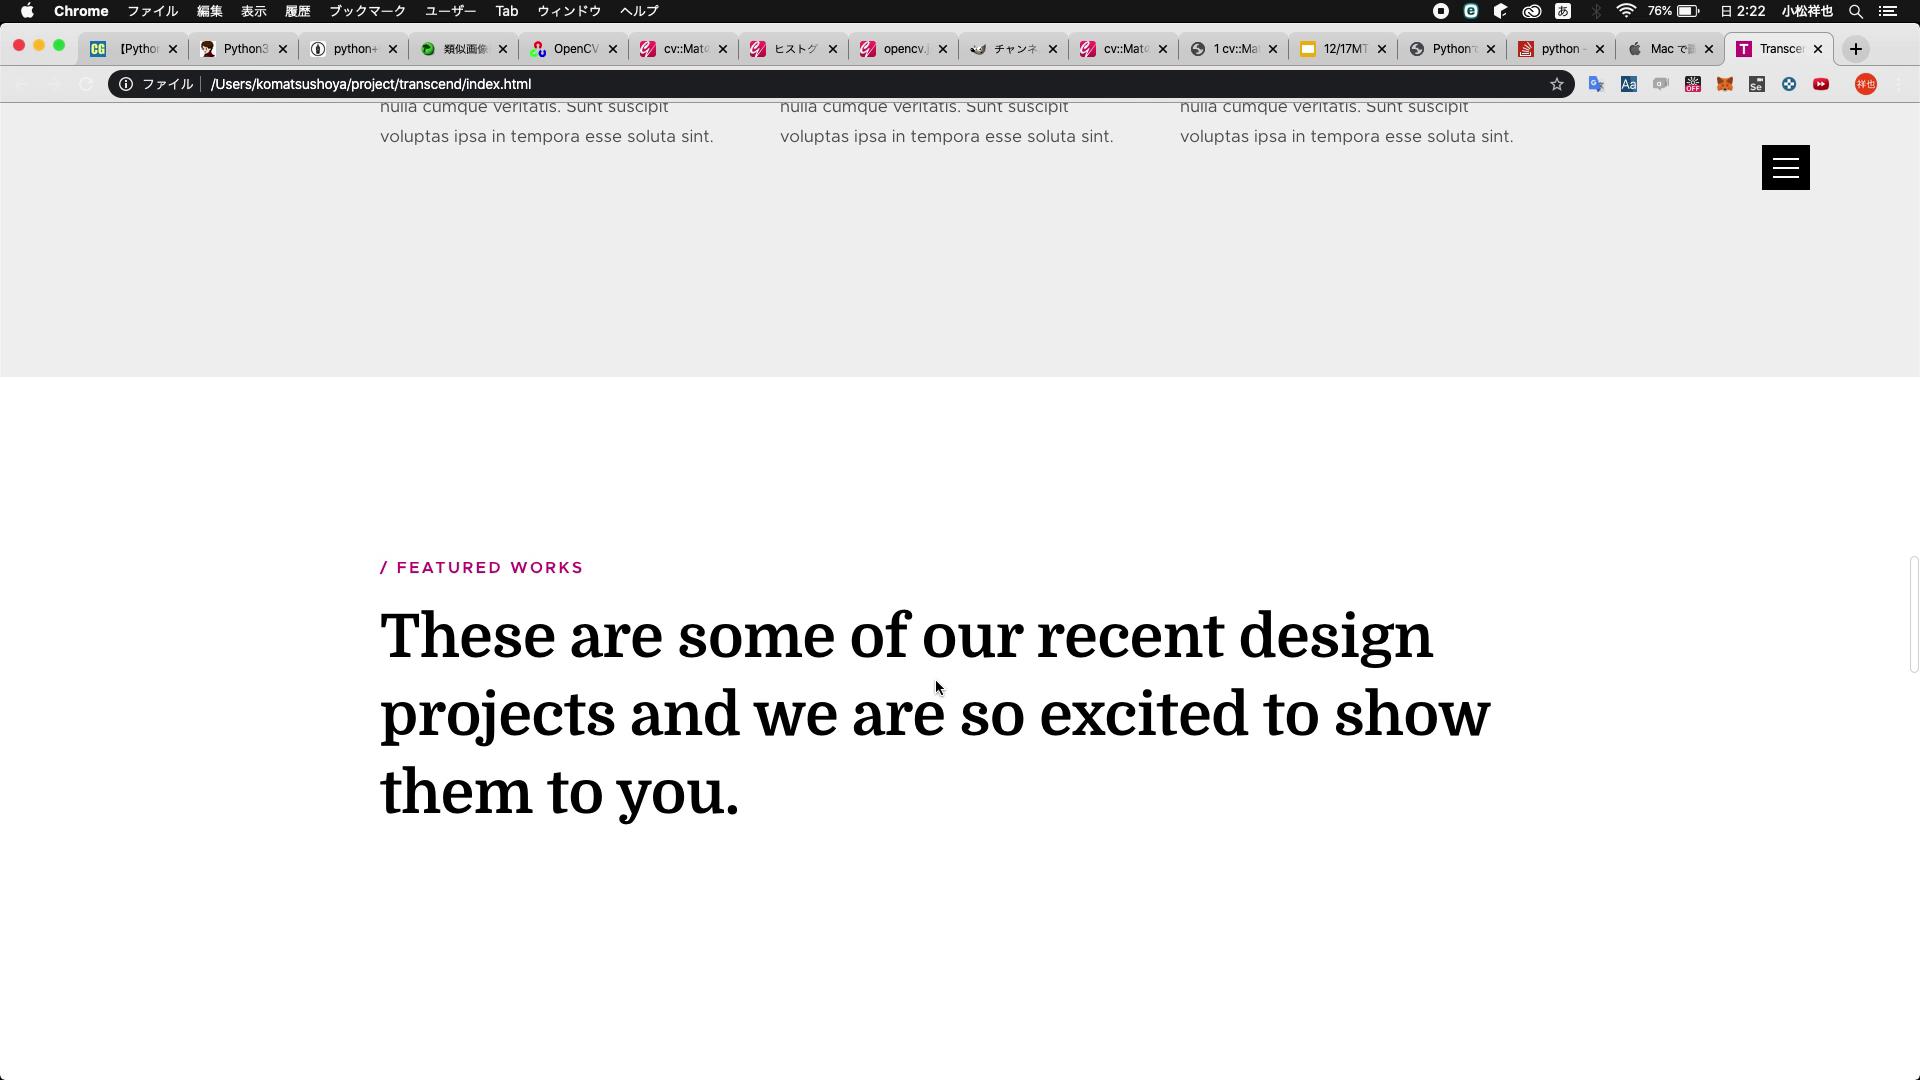 Chrome ファイル 編集 表示 履歴 ブックマーク ユーザー Tab ウィンドウ ヘルプ 76% 日 2:22 小松祥也
【Pytho Python3 python+ 類似画像 OpenCV cv::Mat ヒストグ opencv. チャンネ cv::Mat 1 cv::Ma 12/17MT Python python - Mac で Transce
ファイル /Users/komatsushoya/project/transcend/index.html 祥也
nulla cumque veritatis. Sunt suscipit nulla cumque veritatis. Sunt suscipit nulla cumque veritatis. Sunt suscipit
voluptas ipsa in tempora esse soluta sint. voluptas ipsa in tempora esse soluta sint. voluptas ipsa in tempora esse soluta sint.
/ FEATURED WORKS
These are some of our recent design
projects and we are so excited to show
them to you.